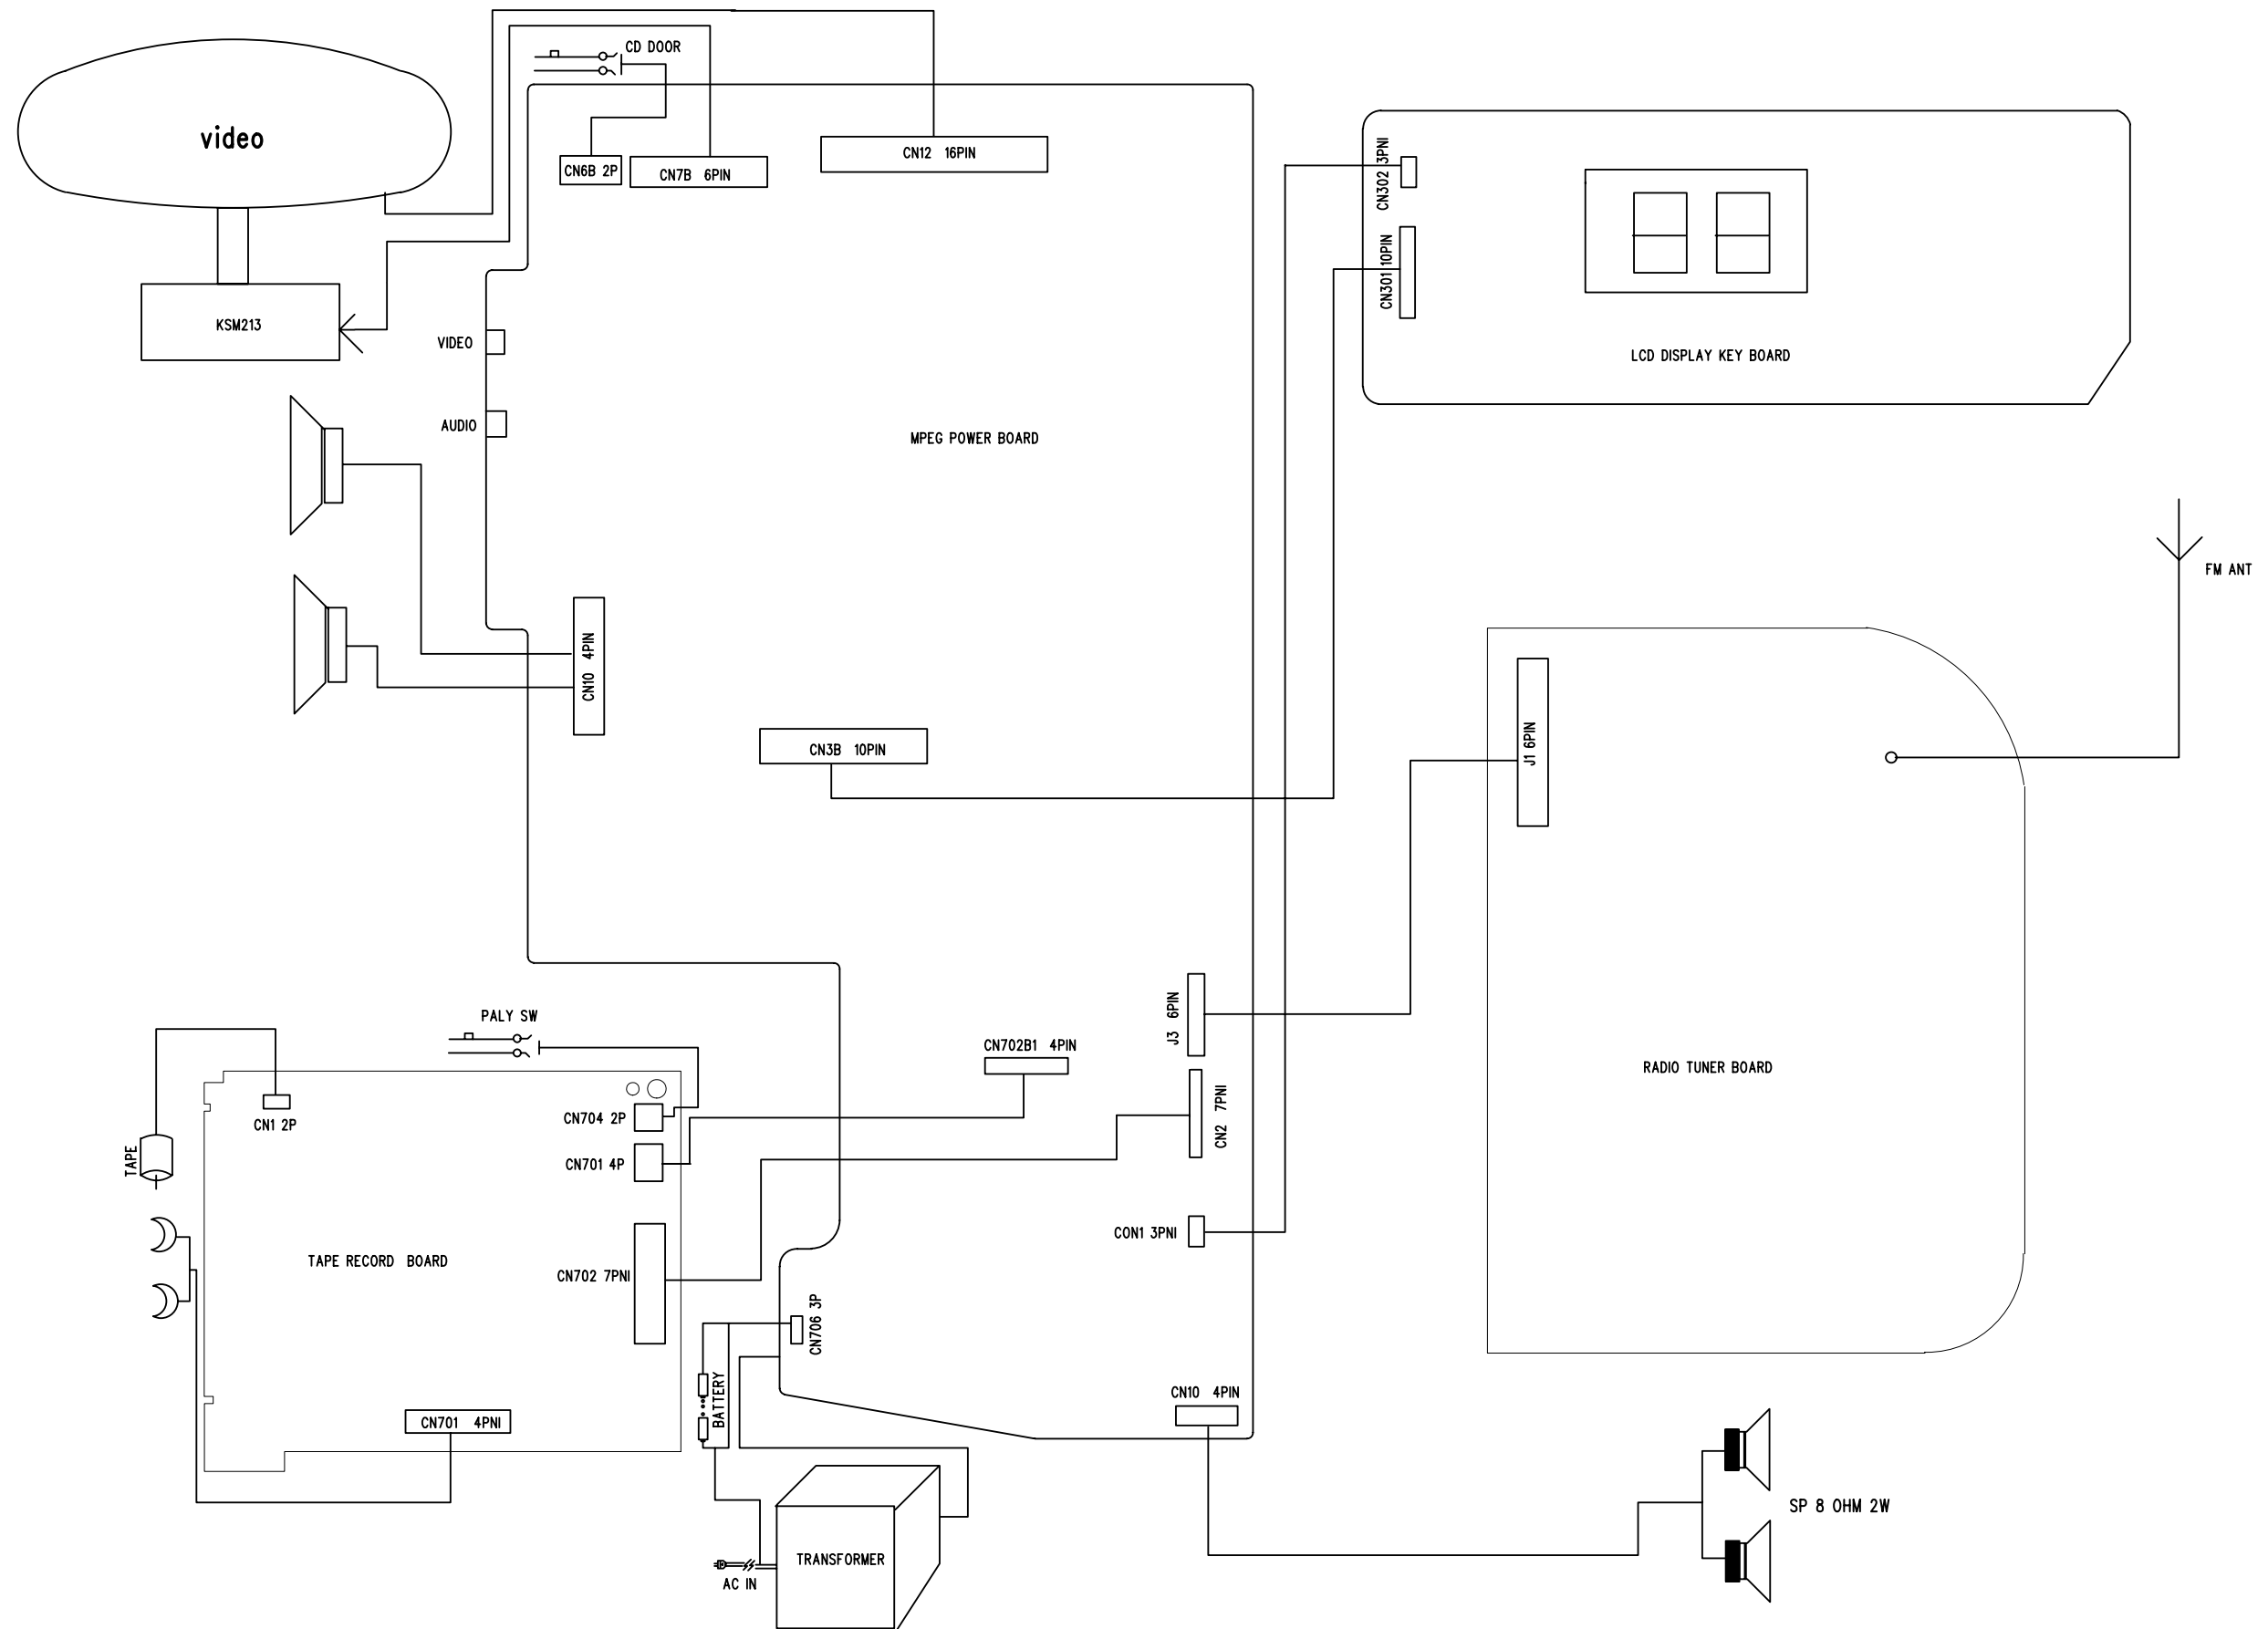 CD DOOR
video
CN6B 2P
CN7B 6PIN
CN12 16PIN
CN302 3PNI
CN301 10PIN
KSM213
VIDEO
AUDIO
LCD DISPLAY KEY BOARD
MPEG POWER BOARD
FM ANT
CN10 4PIN
CN3B 10PIN
J1 6PIN
PALY SW
J3 6PIN
CN702B1 4PIN
RADIO TUNER BOARD
CN1 2P
CN704 2P
CN2 7PNI
TAPE
CN701 4P
CON1 3PNI
TAPE RECORD BOARD
CN702 7PNI
CN706 3P
BATTERY
CN10 4PIN
CN701 4PNI
SP 8 OHM 2W
TRANSFORMER
AC IN